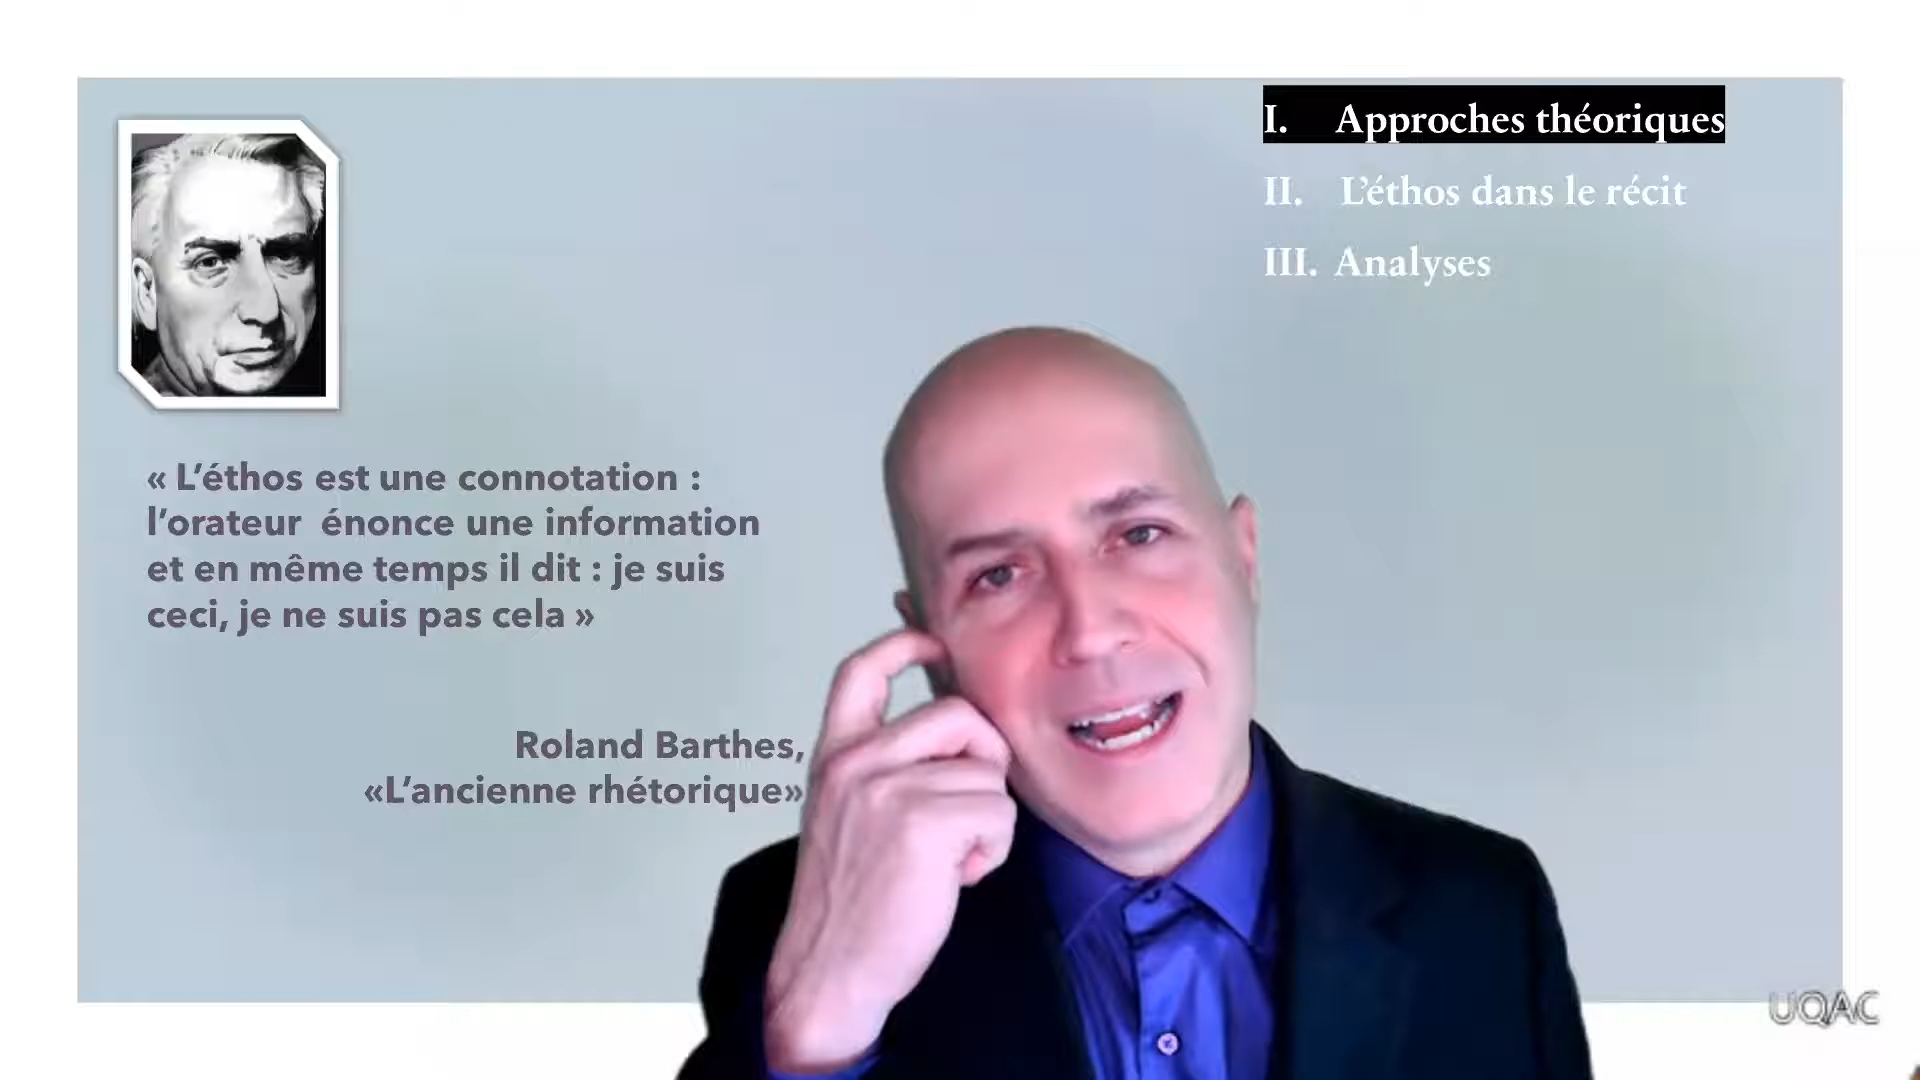 I. Approches théoriques
II. L'éthos dans le récit
III. Analyses
« L'éthos est une connotation :
l'orateur énonce une information
et en même temps il dit : je suis
ceci, je ne suis pas cela »
Roland Barthes,
«L'ancienne rhétorique»
UQAC